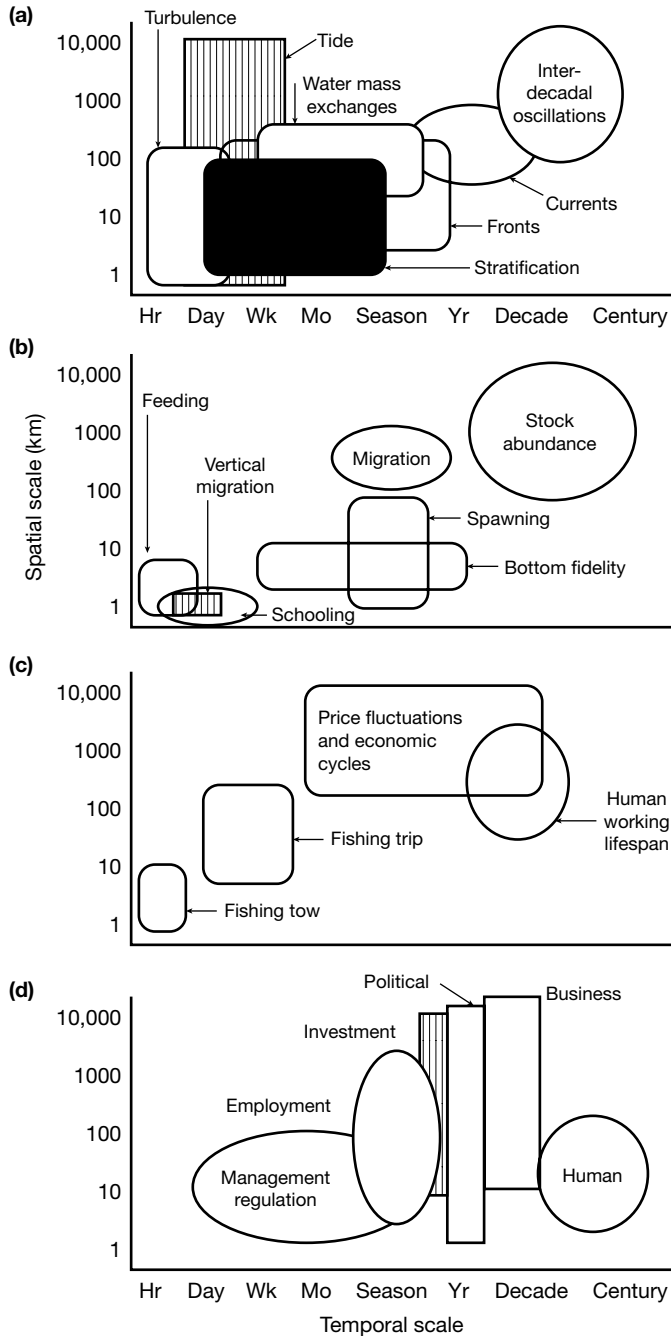 (a)
Turbulence
Tide
Water mass
exchanges
Inter-
decadal
oscillations
Currents
Fronts
Stratification
10,000
1000
100
10
1
Hr Day Wk Mo Season Yr Decade Century
(b)
Feeding
Vertical
migration
Migration
Stock
abundance
Spawning
Bottom fidelity
Schooling
10,000
1000
100
10
1
Spatial scale (km)
(c)
Price fluctuations
and economic
cycles
Human
working
lifespan
Fishing trip
Fishing tow
10,000
1000
100
10
1
(d)
Political
Business
Investment
Employment
Management
regulation
Human
10,000
1000
100
10
1
Hr Day Wk Mo Season Yr Decade Century
Temporal scale